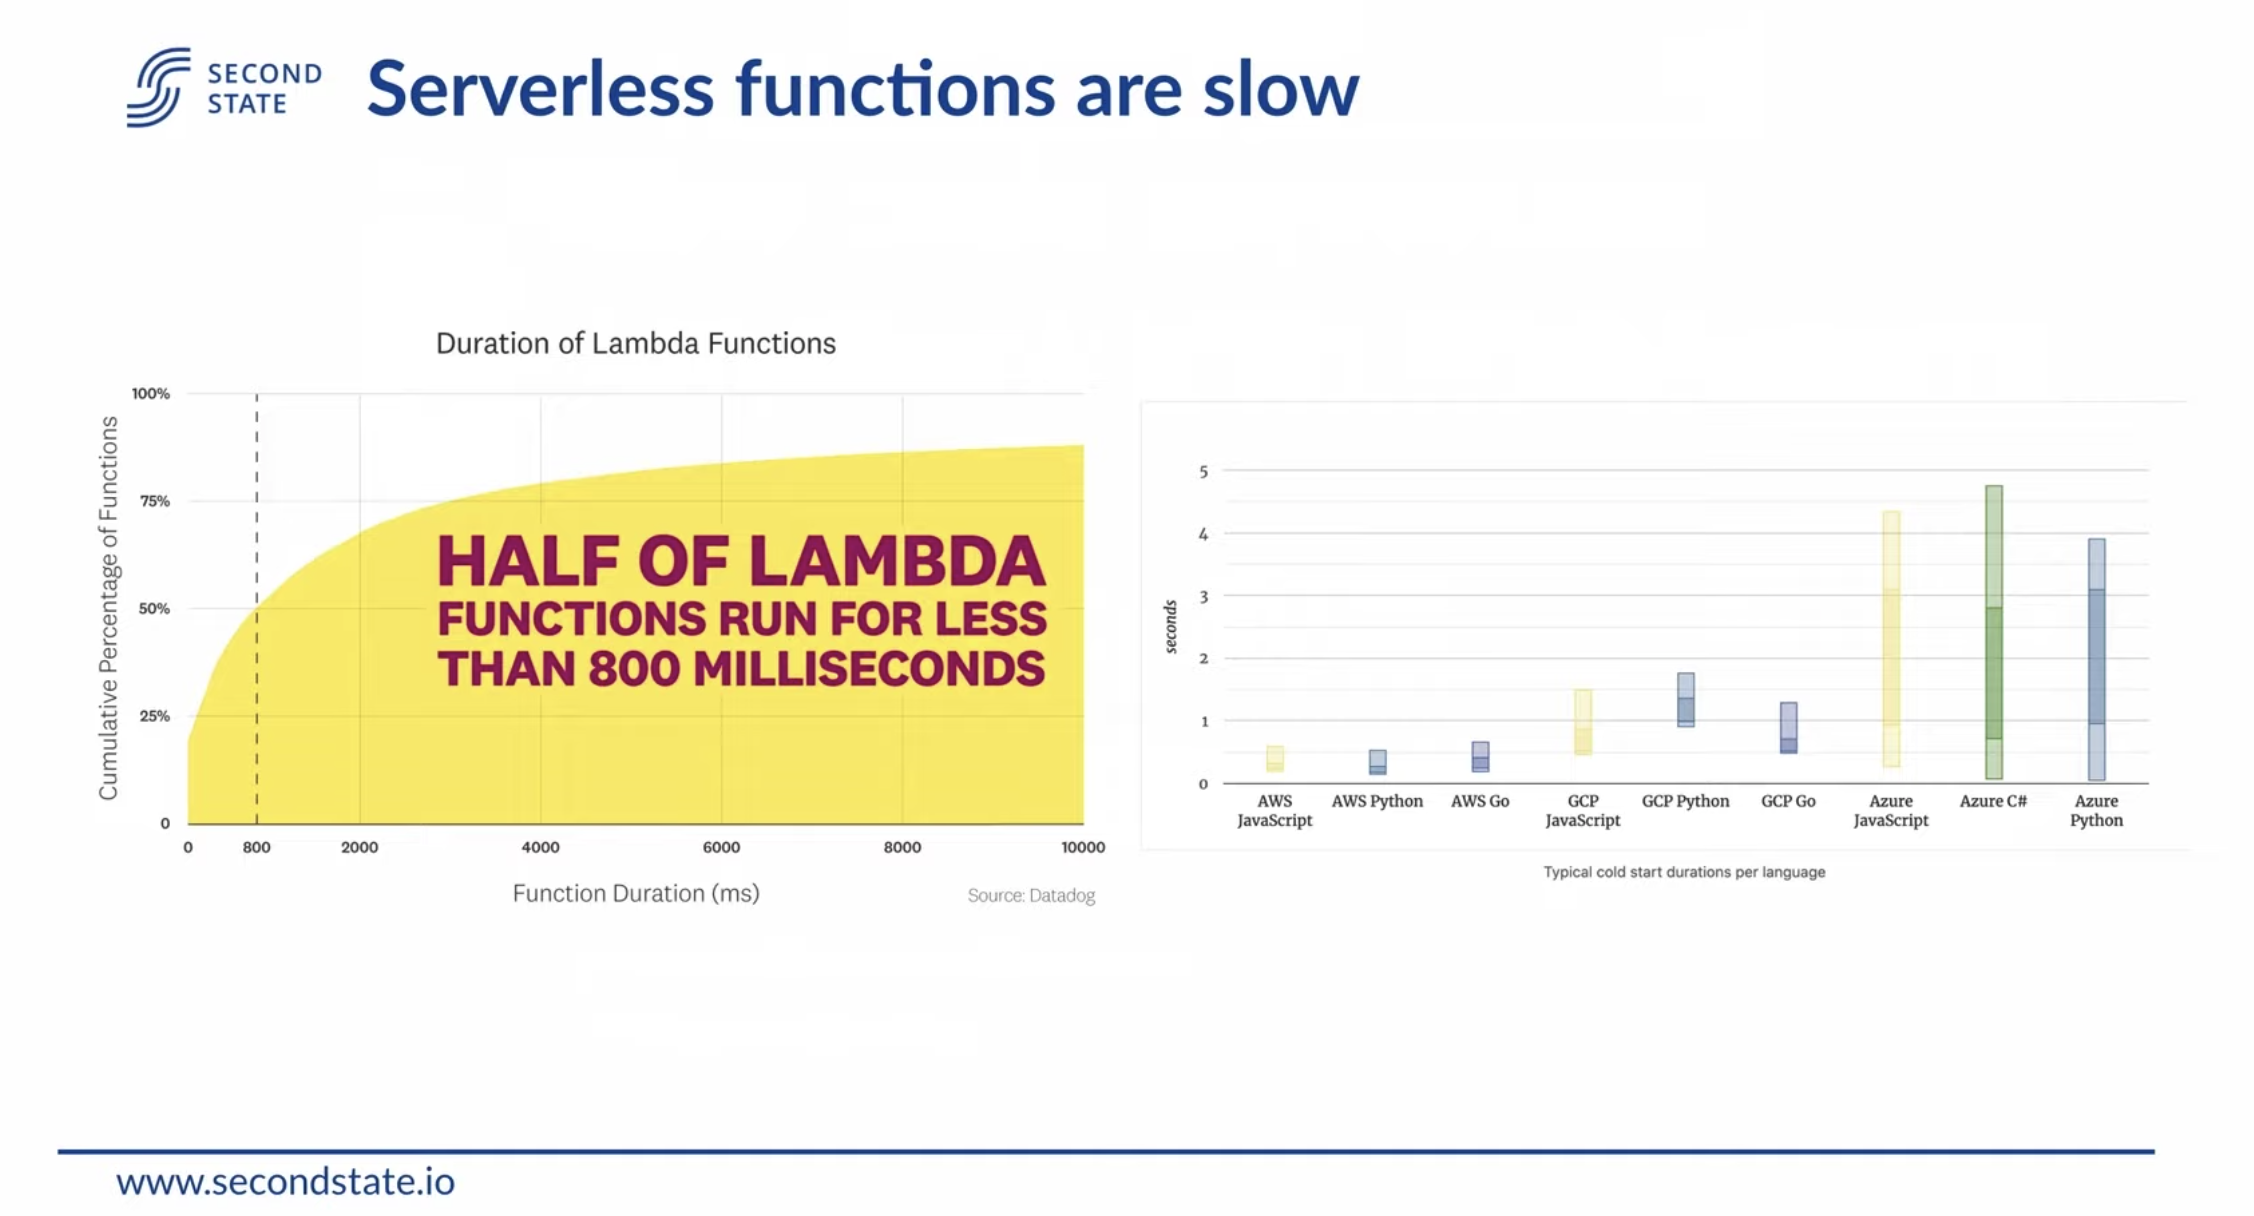 SECOND
STATE
Serverless functions are slow
Duration of Lambda Functions
Cumulative Percentage of Functions
100%
75%
50%
25%
0
HALF OF LAMBDA
FUNCTIONS RUN FOR LESS
THAN 800 MILLISECONDS
0 800 2000 4000 6000 8000 10000
Function Duration (ms)
Source: Datadog
seconds
5
4
3
2
1
0
AWS
JavaScript
AWS Python
AWS Go
GCP
JavaScript
GCP Python
GCP Go
Azure
JavaScript
Azure C#
Azure
Python
Typical cold start durations per language
www.secondstate.io